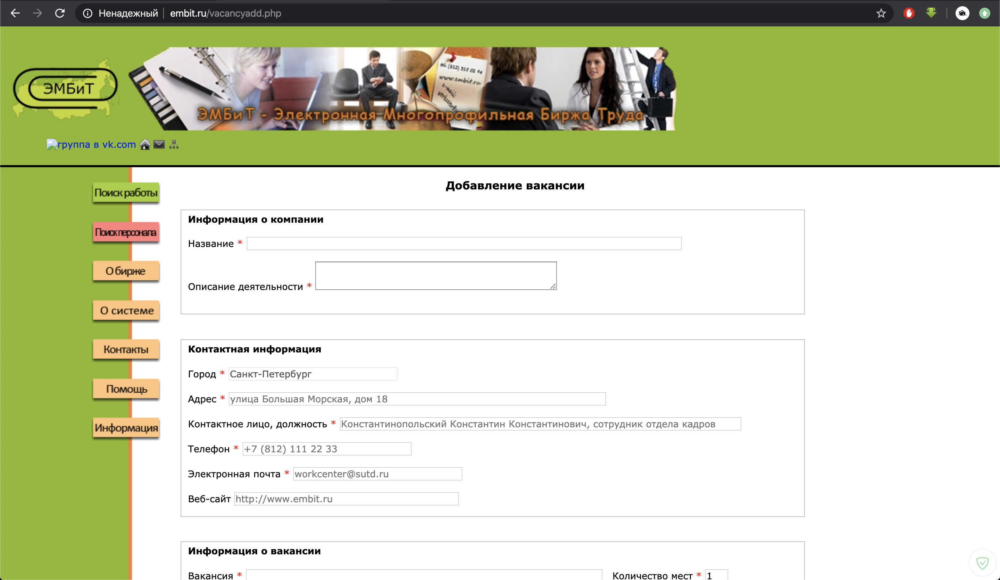 Ненадежный embit.ru/vacancyadd.php
ЭМБиТ
tel: (812) 315 02 94
www.embit.ru
e-mail:
ЭМБиТ - Электронная Многопрофильная Биржа Труда
группа в vk.com
Поиск работы
Поиск персонала
О бирже
О системе
Контакты
Помощь
Информация
Добавление вакансии
Информация о компании
Название *
Описание деятельности *
Контактная информация
Город * Санкт-Петербург
Адрес * улица Большая Морская, дом 18
Контактное лицо, должность * Константинопольский Константин Константинович, сотрудник отдела кадров
Телефон * +7 (812) 111 22 33
Электронная почта * workcenter@sutd.ru
Веб-сайт http://www.embit.ru
Информация о вакансии
Вакансия * Количество мест * 1